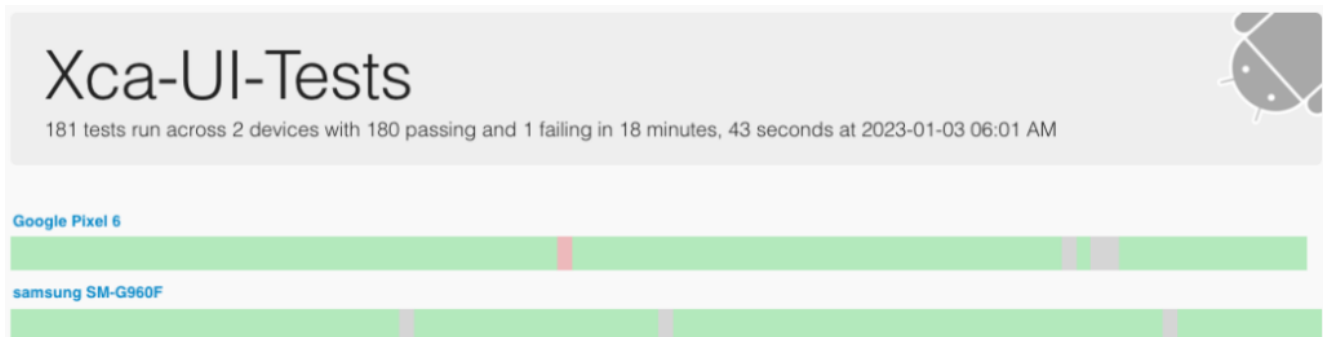 Xca-UI-Tests
181 tests run across 2 devices with 180 passing and 1 failing in 18 minutes, 43 seconds at 2023-01-03 06:01 AM
Google Pixel 6
samsung SM-G960F